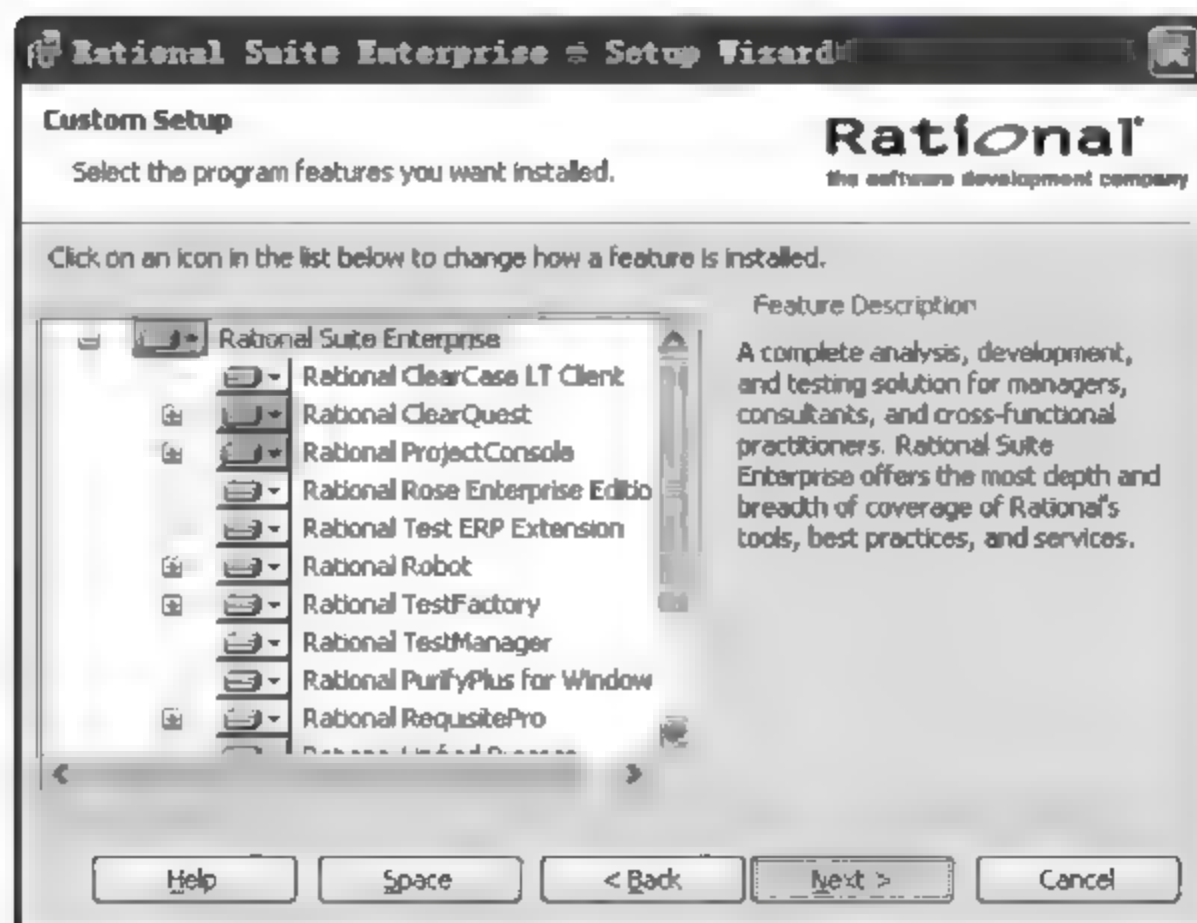 Rational Suite Enterprise - Setup Wizard
Custom Setup
Select the program features you want installed.
Rational
the software development company
Click on an icon in the list below to change how a feature is installed.
Rational Suite Enterprise
Rational ClearCase LT Client
Rational ClearQuest
Rational ProjectConsole
Rational Rose Enterprise Editio
Rational Test ERP Extension
Rational Robot
Rational TestFactory
Rational TestManager
Rational PurifyPlus for Window
Rational RequisitePro
Feature Description
A complete analysis, development,
and testing solution for managers,
consultants, and cross-functional
practitioners. Rational Suite
Enterprise offers the most depth and
breadth of coverage of Rational's
tools, best practices, and services.
Help
Space
< Back
Next >
Cancel